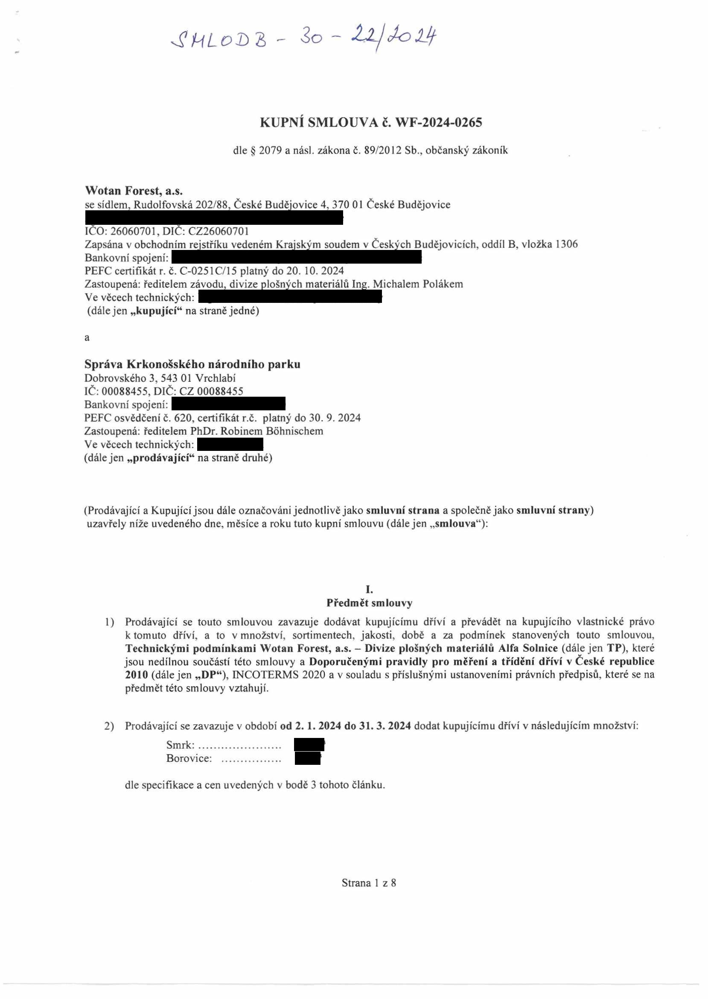 SMLODB - 30 - 22/2024
KUPNÍ SMLOUVA č. WF-2024-0265
dle § 2079 a násl. zákona č. 89/2012 Sb., občanský zákoník
Wotan Forest, a.s.
se sídlem, Rudolfovská 202/88, České Budějovice 4, 370 01 České Budějovice
IČO: 26060701, DIČ: CZ26060701
Zapsána v obchodním rejstříku vedeném Krajským soudem v Českých Budějovicích, oddíl B, vložka 1306
Bankovní spojení:
PEFC certifikát r. č. C-0251C/15 platný do 20. 10. 2024
Zastoupená: ředitelem závodu, divize plošných materiálů Ing. Michalem Polákem
Ve věcech technických:
(dále jen „kupující“ na straně jedné)
a
Správa Krkonošského národního parku
Dobrovského 3, 543 01 Vrchlabí
IČ: 00088455, DIČ: CZ 00088455
Bankovní spojení:
PEFC osvědčení č. 620, certifikát r.č. platný do 30. 9. 2024
Zastoupená: ředitelem PhDr. Robinem Böhnischem
Ve věcech technických:
(dále jen „prodávající“ na straně druhé)
(Prodávající a Kupující jsou dále označováni jednotlivě jako smluvní strana a společně jako smluvní strany)
uzavřely níže uvedeného dne, měsíce a roku tuto kupní smlouvu (dále jen „smlouva“):
I.
Předmět smlouvy
1) Prodávající se touto smlouvou zavazuje dodávat kupujícímu dříví a převádět na kupujícího vlastnické právo
k tomuto dříví, a to v množství, sortimentech, jakosti, době a za podmínek stanovených touto smlouvou,
Technickými podmínkami Wotan Forest, a.s. – Divize plošných materiálů Alfa Solnice (dále jen TP), které
jsou nedílnou součástí této smlouvy a Doporučenými pravidly pro měření a třídění dříví v České republice
2010 (dále jen „DP“), INCOTERMS 2020 a v souladu s příslušnými ustanoveními právních předpisů, které se na
předmět této smlouvy vztahují.
2) Prodávající se zavazuje v období od 2. 1. 2024 do 31. 3. 2024 dodat kupujícímu dříví v následujícím množství:
Smrk: ......................
Borovice: ................
dle specifikace a cen uvedených v bodě 3 tohoto článku.
Strana 1 z 8